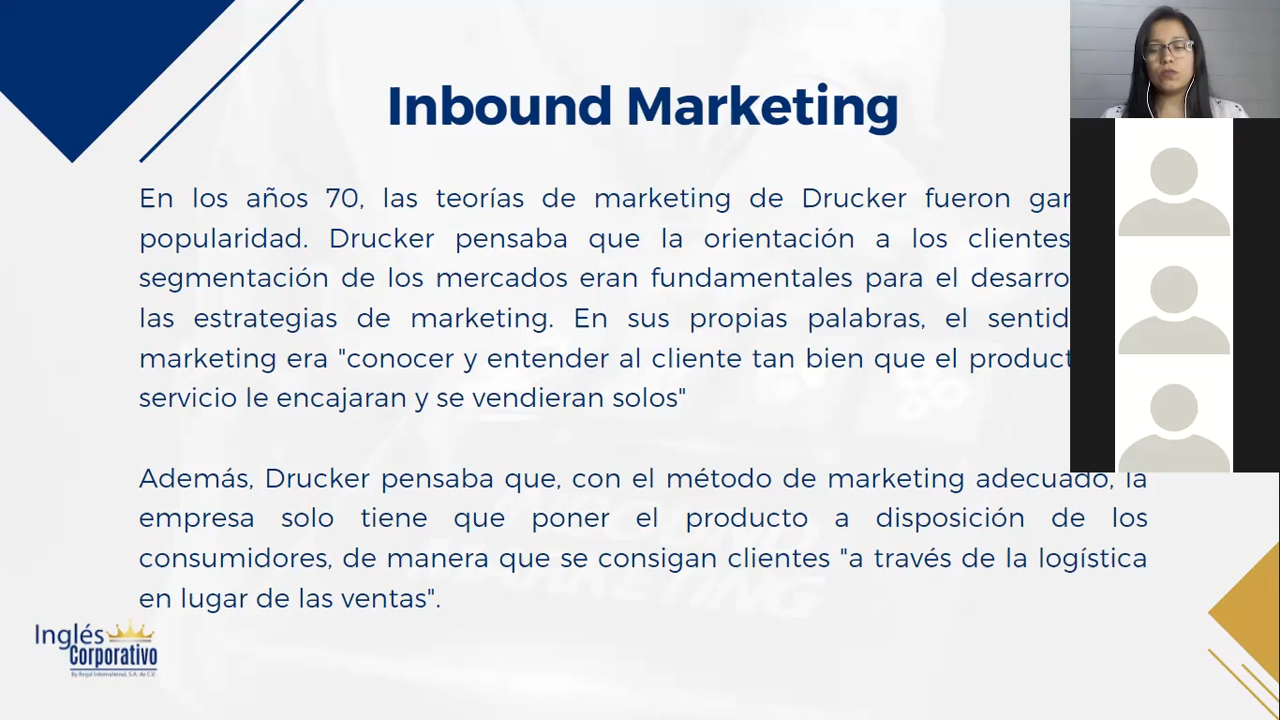 Inbound Marketing
En los años 70, las teorías de marketing de Drucker fueron
popularidad. Drucker pensaba que la orientación a los clientes
segmentación de los mercados eran fundamentales para el
las estrategias de marketing. En sus propias palabras, el
marketing era "conocer y entender al cliente tan bien que el
servicio le encajaran y se vendieran solos"
Además, Drucker pensaba que, con el método de marketing adecuado, la
empresa solo tiene que poner el producto a disposición de los
consumidores, de manera que se consigan clientes "a través de la logística
en lugar de las ventas".
Inglés
Corporativo
By Regal International, S.A. de C.V.